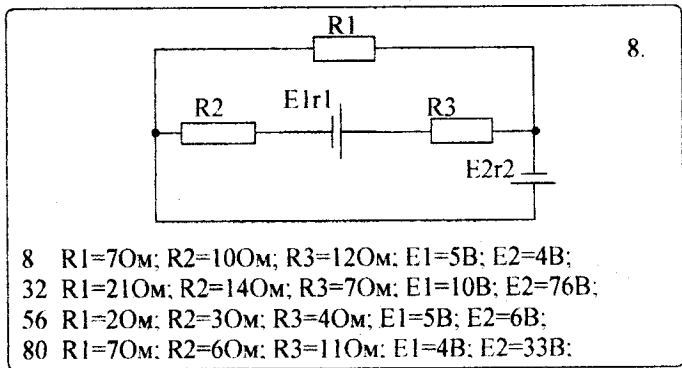 R1
8.
E1r1
R2
R3
E2r2
8 R1=7Ом; R2=10Ом; R3=12Ом; E1=5В; E2=4В;
32 R1=21Ом; R2=14Ом; R3=7Ом; E1=10В; E2=76В;
56 R1=2Ом; R2=3Ом; R3=4Ом; E1=5В; E2=6В;
80 R1=7Ом; R2=6Ом; R3=11Ом; E1=4В; E2=33В;